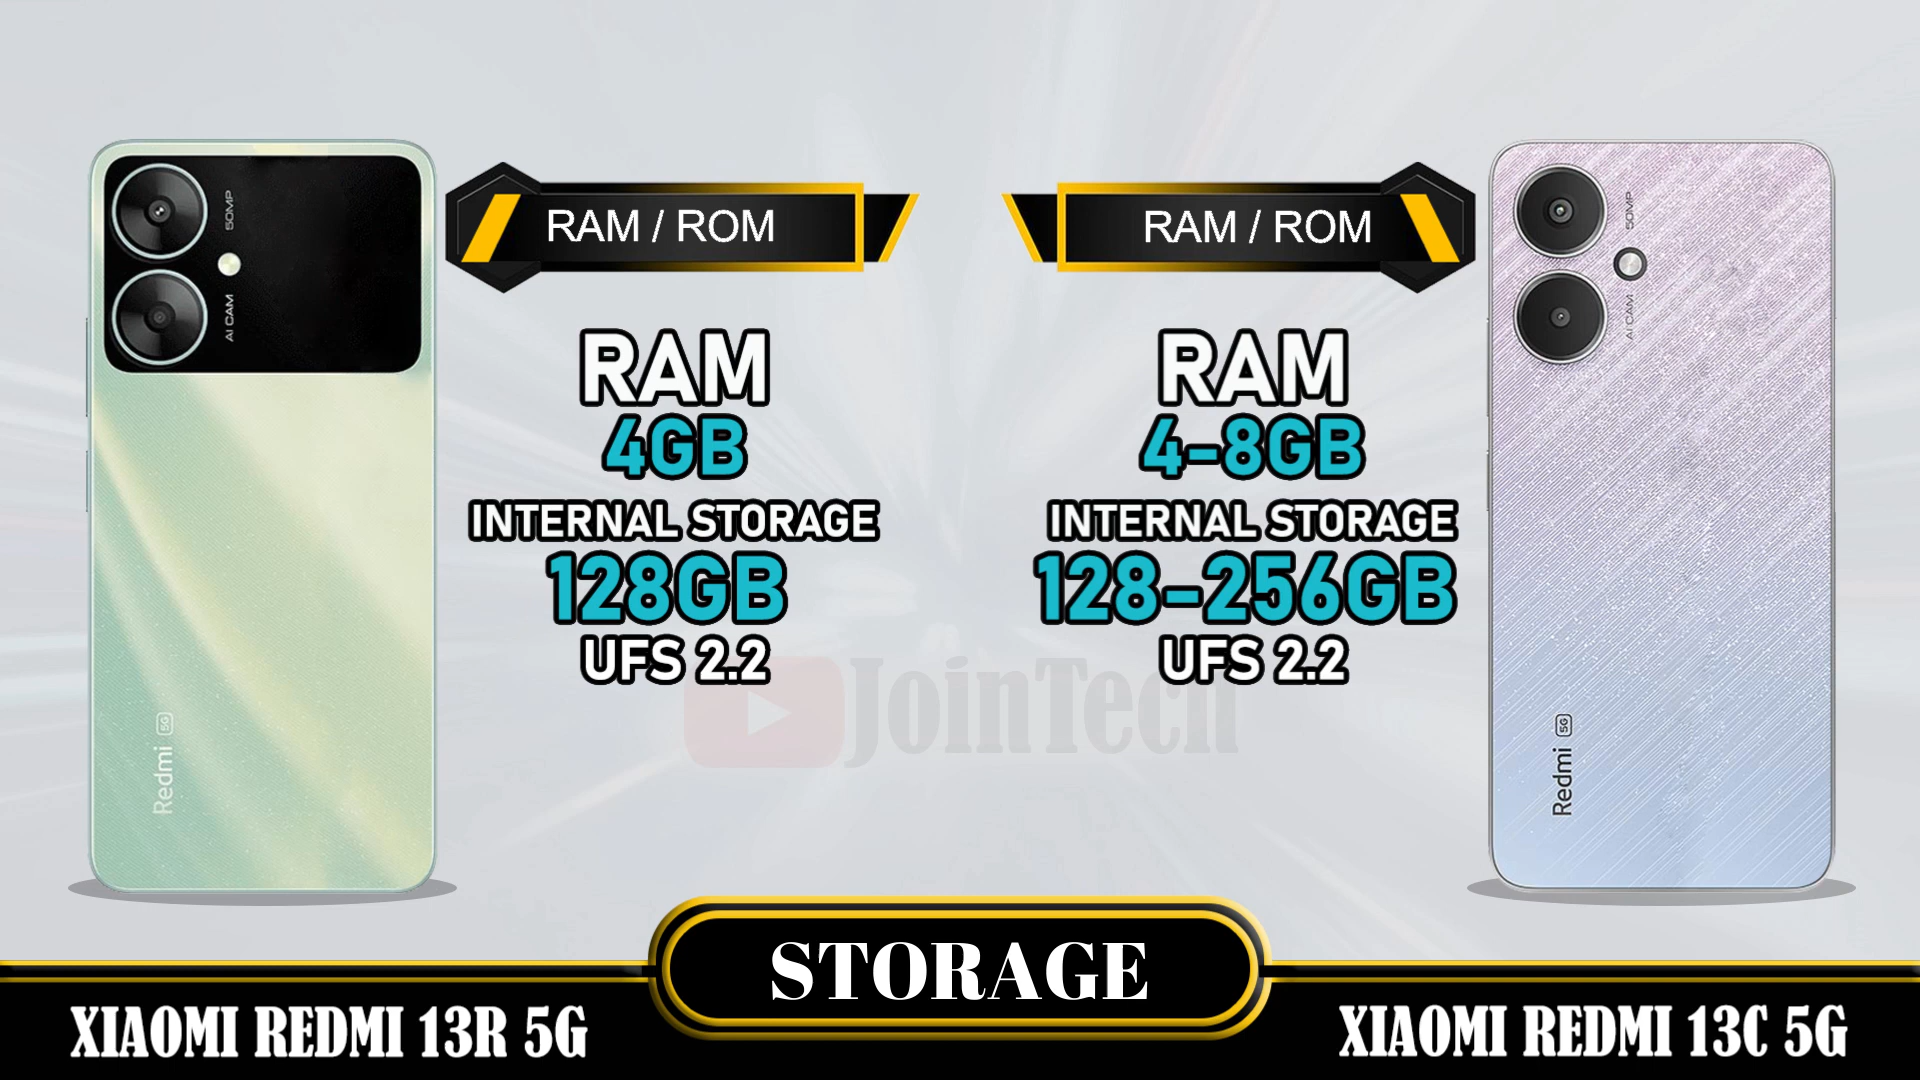 50MP
AI CAM
Redmi 5G
RAM / ROM
RAM
4GB
INTERNAL STORAGE
128GB
UFS 2.2
RAM / ROM
RAM
4-8GB
INTERNAL STORAGE
128-256GB
UFS 2.2
50MP
AI CAM
Redmi 5G
JoinTech
STORAGE
XIAOMI REDMI 13R 5G
XIAOMI REDMI 13C 5G